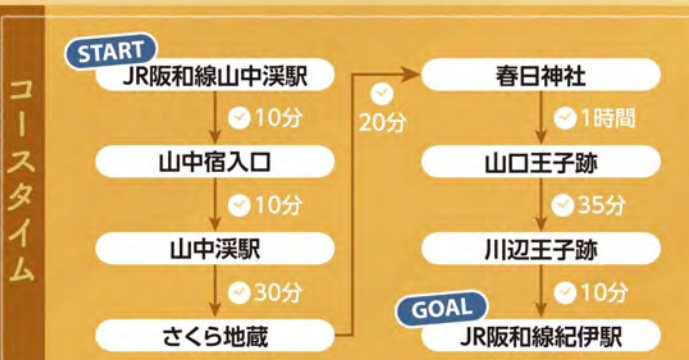 コースタイム
START
JR阪和線山中渓駅
10分
山中宿入口
10分
山中渓駅
30分
さくら地蔵
20分
春日神社
1時間
山口王子跡
35分
川辺王子跡
10分
GOAL
JR阪和線紀伊駅